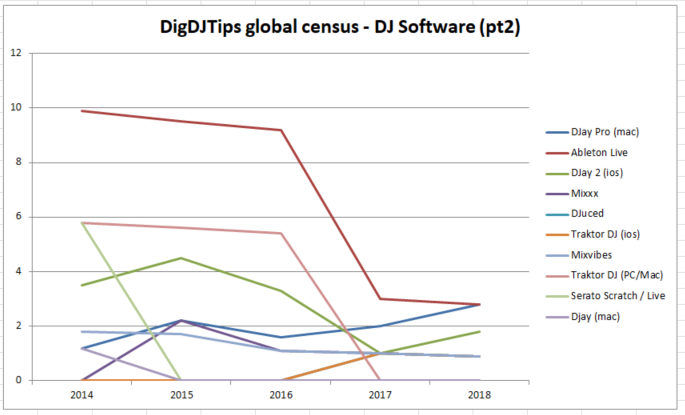 DigDJTips global census - DJ Software (pt2)
12
10
8
6
4
2
0
2014 2015 2016 2017 2018
DJay Pro (mac)
Ableton Live
DJay 2 (ios)
Mixxx
DJuced
Traktor DJ (ios)
Mixvibes
Traktor DJ (PC/Mac)
Serato Scratch / Live
Djay (mac)